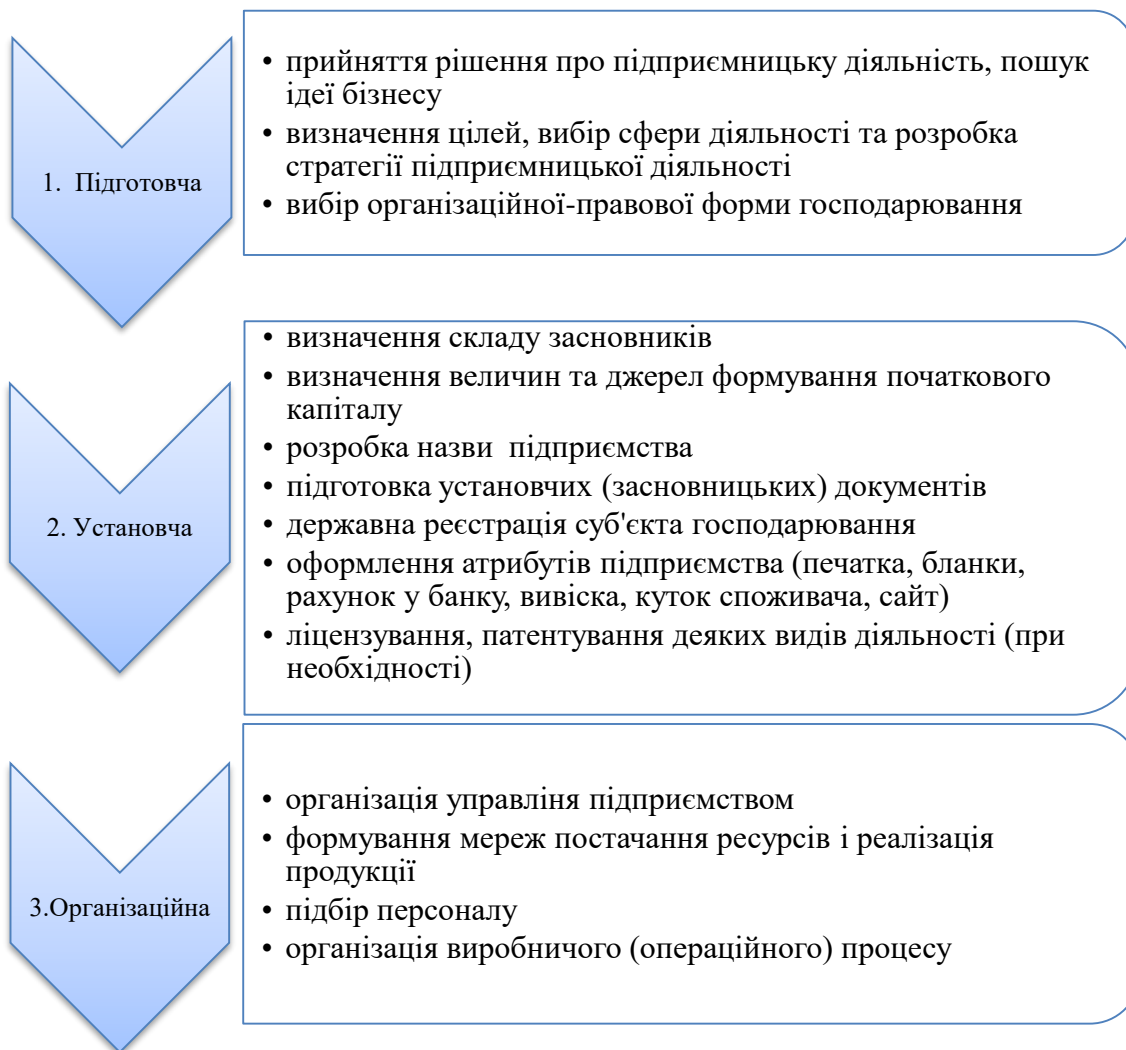 1. Підготовча
• прийняття рішення про підприємницьку діяльність, пошук
ідеї бізнесу
• визначення цілей, вибір сфери діяльності та розробка
стратегії підприємницької діяльності
• вибір організаційної-правової форми господарювання
2. Установча
• визначення складу засновників
• визначення величин та джерел формування початкового
капіталу
• розробка назви підприємства
• підготовка установчих (засновницьких) документів
• державна реєстрація суб'єкта господарювання
• оформлення атрибутів підприємства (печатка, бланки,
рахунок у банку, вивіска, куток споживача, сайт)
• ліцензування, патентування деяких видів діяльності (при
необхідності)
3.Організаційна
• організація управліня підприємством
• формування мереж постачання ресурсів і реалізація
продукції
• підбір персоналу
• організація виробничого (операційного) процесу